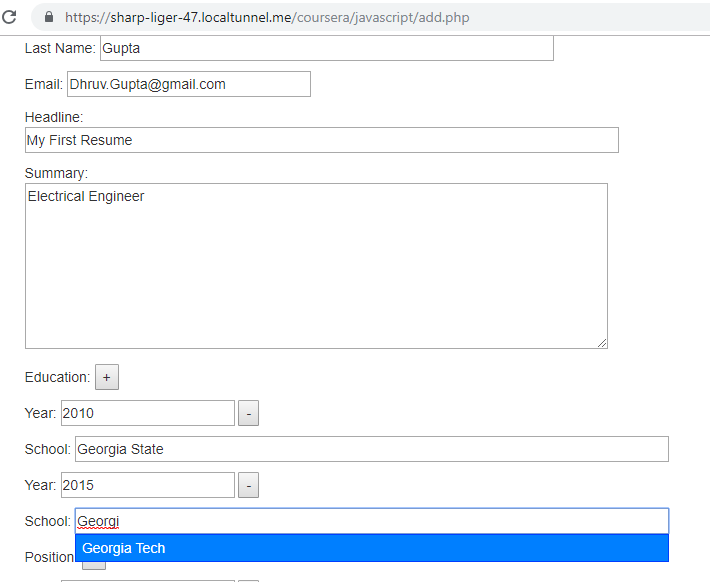 https://sharp-liger-47.localtunnel.me/coursera/javascript/add.php
Last Name: Gupta
Email: Dhruv.Gupta@gmail.com
Headline:
My First Resume
Summary:
Electrical Engineer
Education: +
Year: 2010 -
School: Georgia State
Year: 2015 -
School: Georgi
Georgia Tech
Position